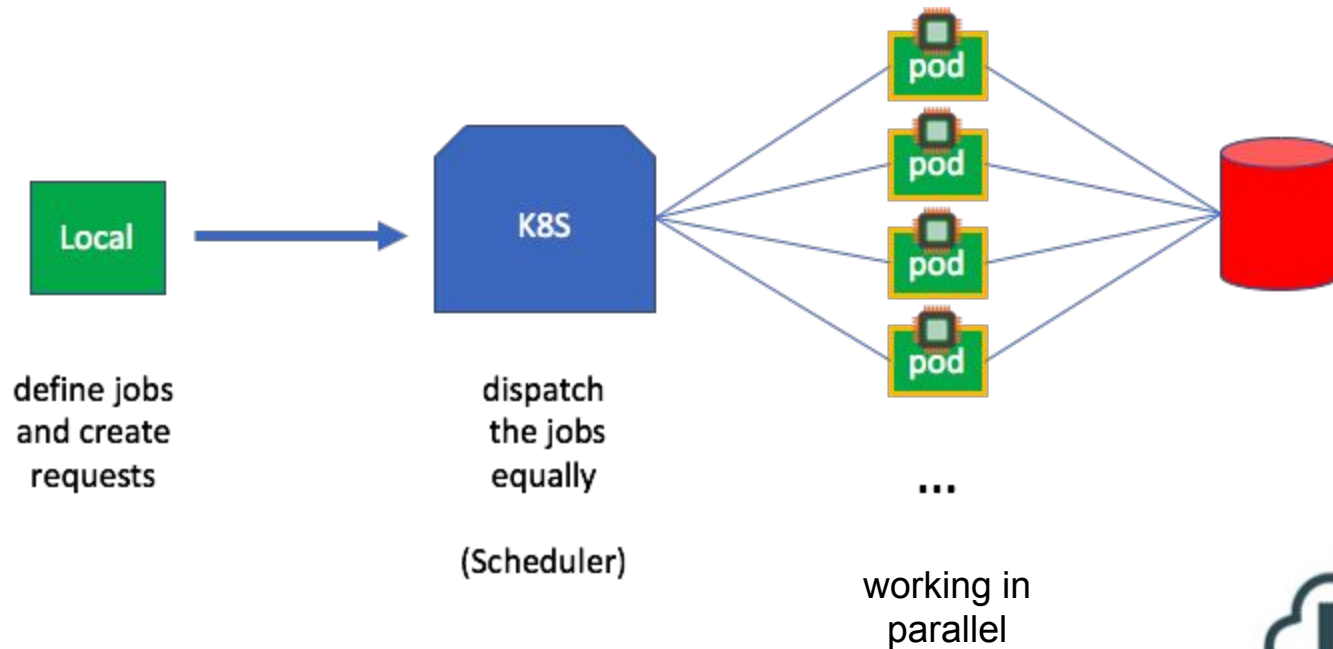 pod
pod
pod
pod
Local
K8S
define jobs
and create
requests
dispatch
the jobs
equally
(Scheduler)
...
working in
parallel